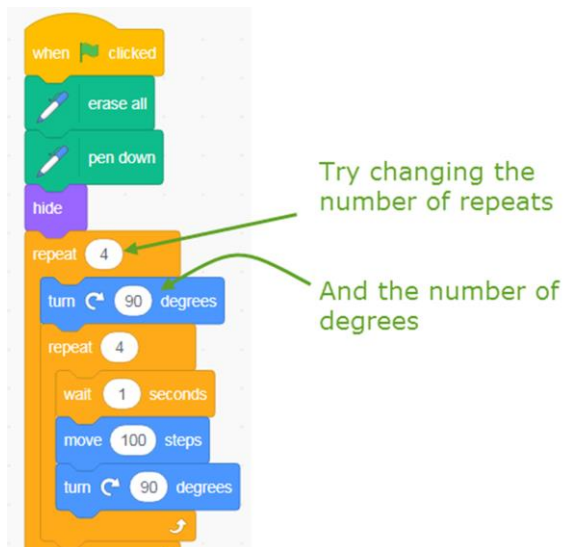 when clicked
erase all
pen down
hide
Try changing the
number of repeats
repeat 4
turn 90 degrees
And the number of
degrees
repeat 4
wait 1 seconds
move 100 steps
turn 90 degrees